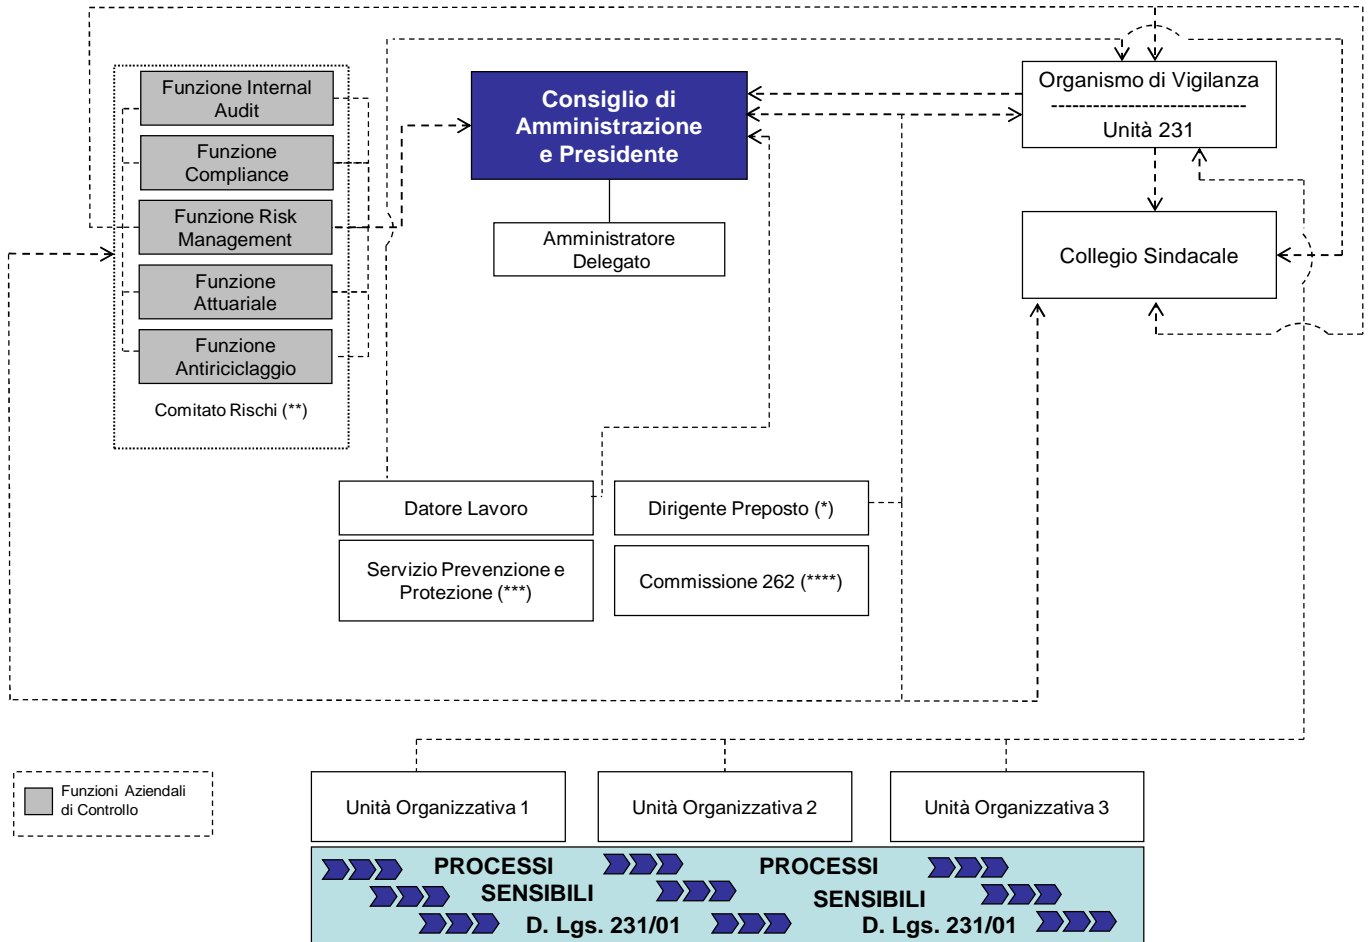 Funzione Internal
Audit
Funzione
Compliance
Funzione Risk
Management
Funzione
Attuariale
Funzione
Antiriciclaggio
Comitato Rischi (**)
Consiglio di
Amministrazione
e Presidente
Amministratore
Delegato
Organismo di Vigilanza
Unità 231
Collegio Sindacale
Datore Lavoro
Dirigente Preposto (*)
Servizio Prevenzione e
Protezione (***)
Commissione 262 (****)
Funzioni Aziendali
di Controllo
Unità Organizzativa 1
Unità Organizzativa 2
Unità Organizzativa 3
PROCESSI
SENSIBILI
D. Lgs. 231/01
PROCESSI
SENSIBILI
D. Lgs. 231/01